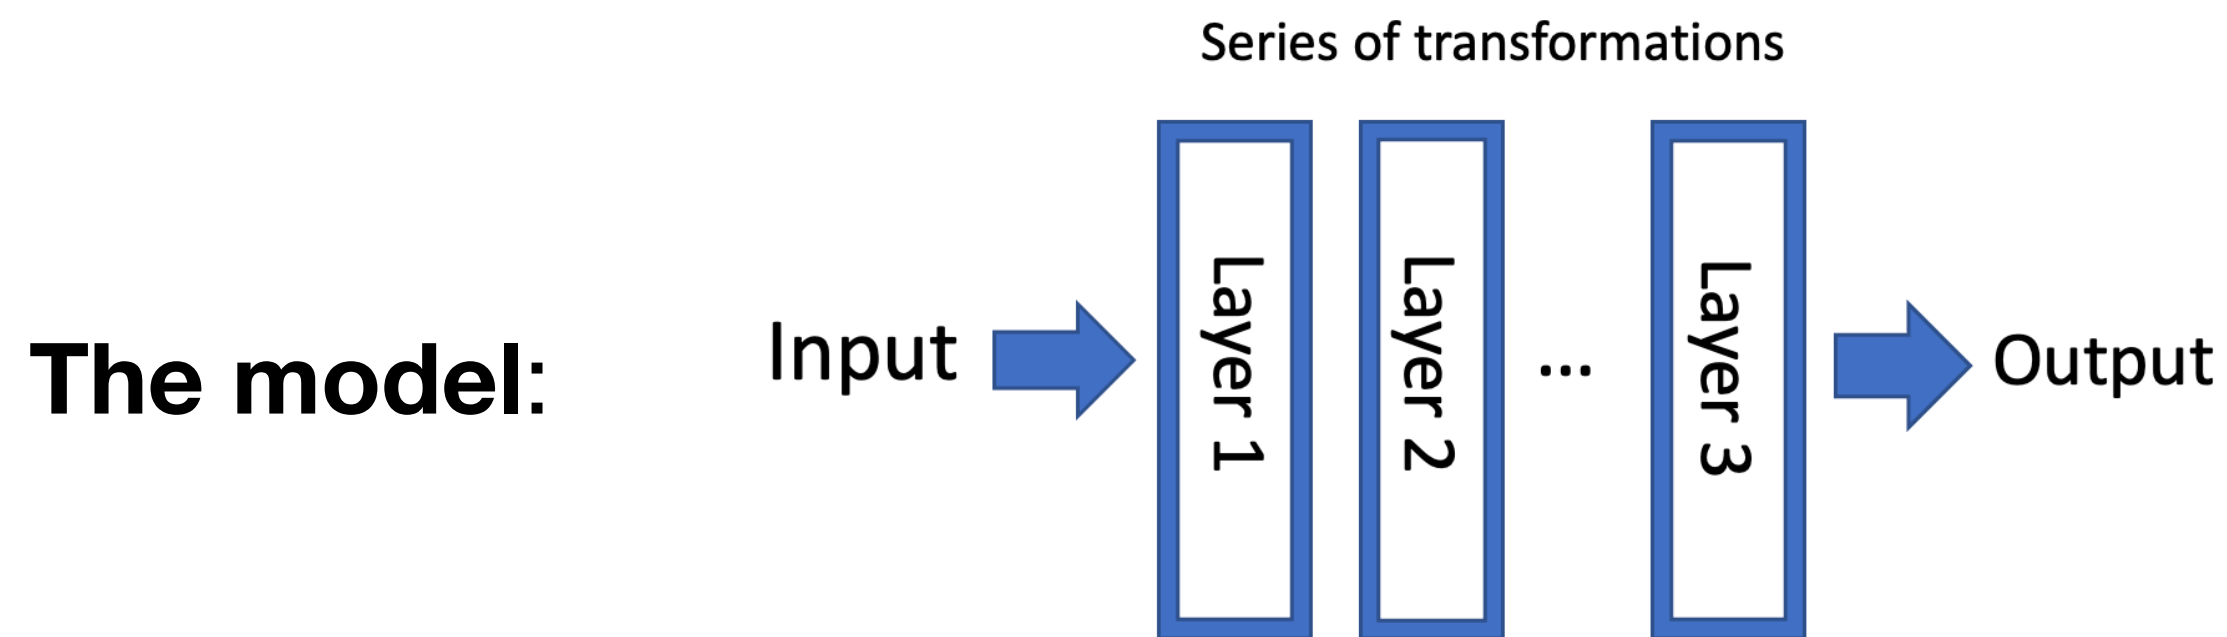 Series of transformations
The model:
Input
Layer 1
Layer 2
...
Layer 3
Output